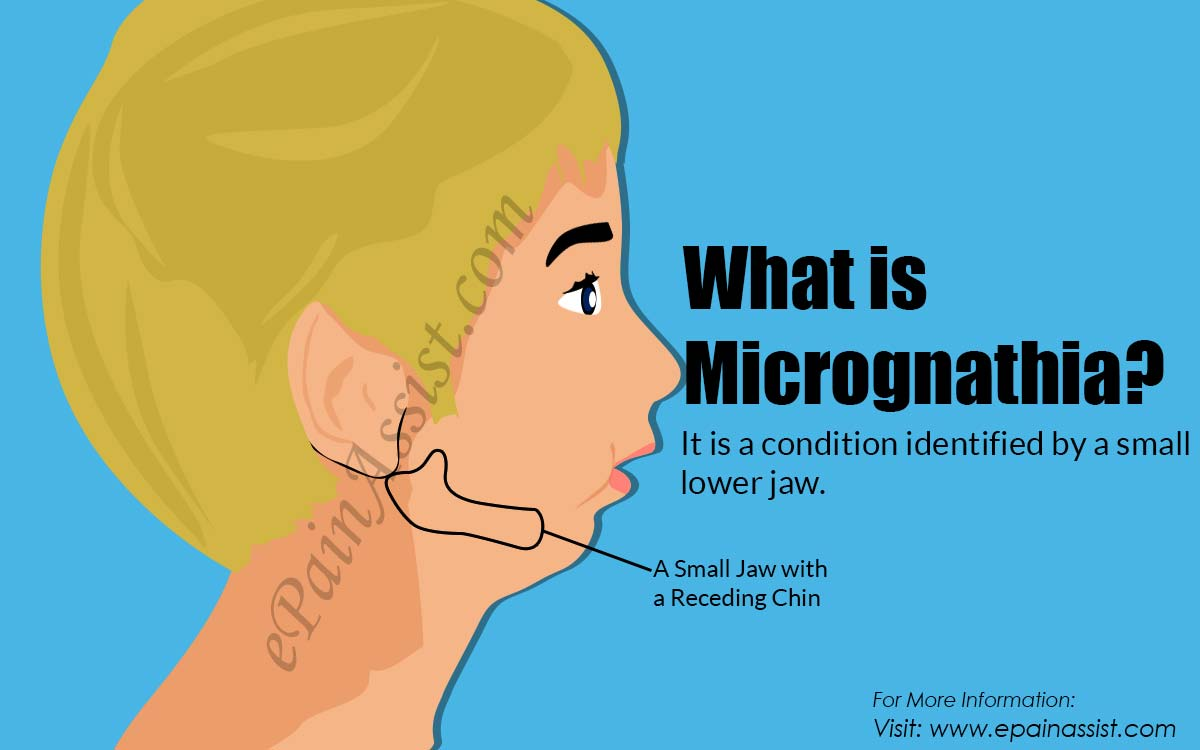 What is
Micrognathia?
It is a condition identified by a small
lower jaw.
A Small Jaw with
a Receding Chin
ePainAssist.com
For More Information:
Visit: www.epainassist.com